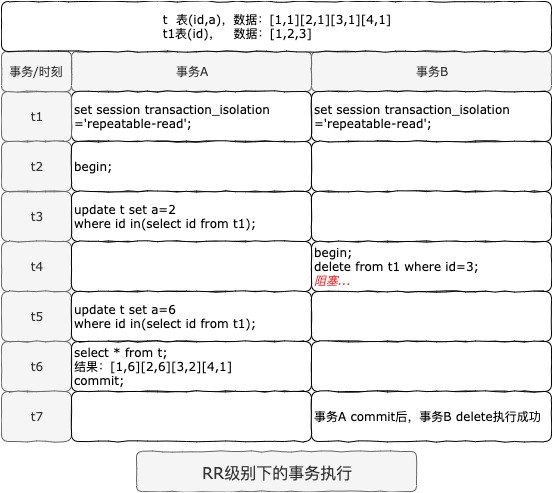 t 表(id,a)，数据：[1,1][2,1][3,1][4,1]
t1表(id)， 数据：[1,2,3]
事务/时刻 事务A 事务B
t1
set session transaction_isolation
='repeatable-read';
set session transaction_isolation
='repeatable-read';
t2
begin;
t3
update t set a=2
where id in(select id from t1);
t4
begin;
delete from t1 where id=3;
阻塞...
t5
update t set a=6
where id in(select id from t1);
t6
select * from t;
结果：[1,6][2,6][3,2][4,1]
commit;
t7
事务A commit后，事务B delete执行成功
RR级别下的事务执行